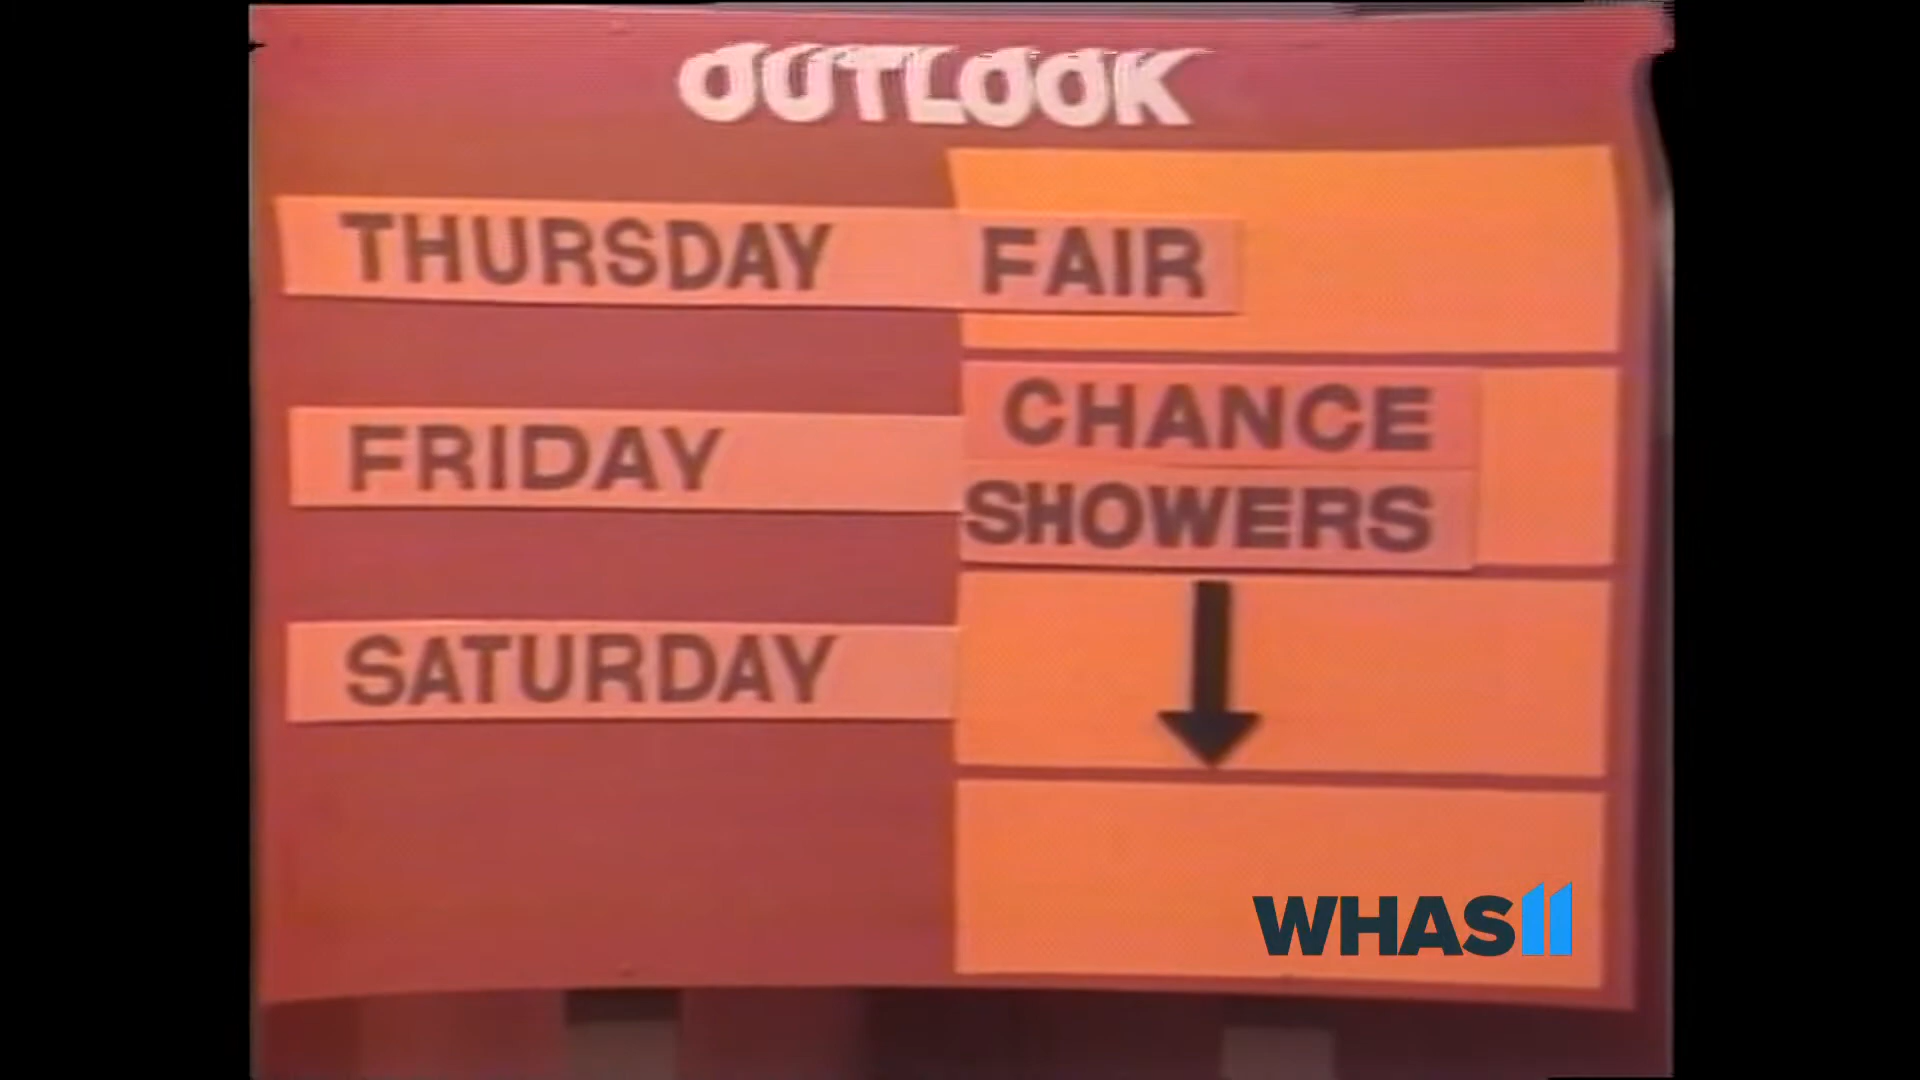 OUTLOOK
THURSDAY FAIR
FRIDAY CHANCE
SHOWERS
SATURDAY
WHAS11